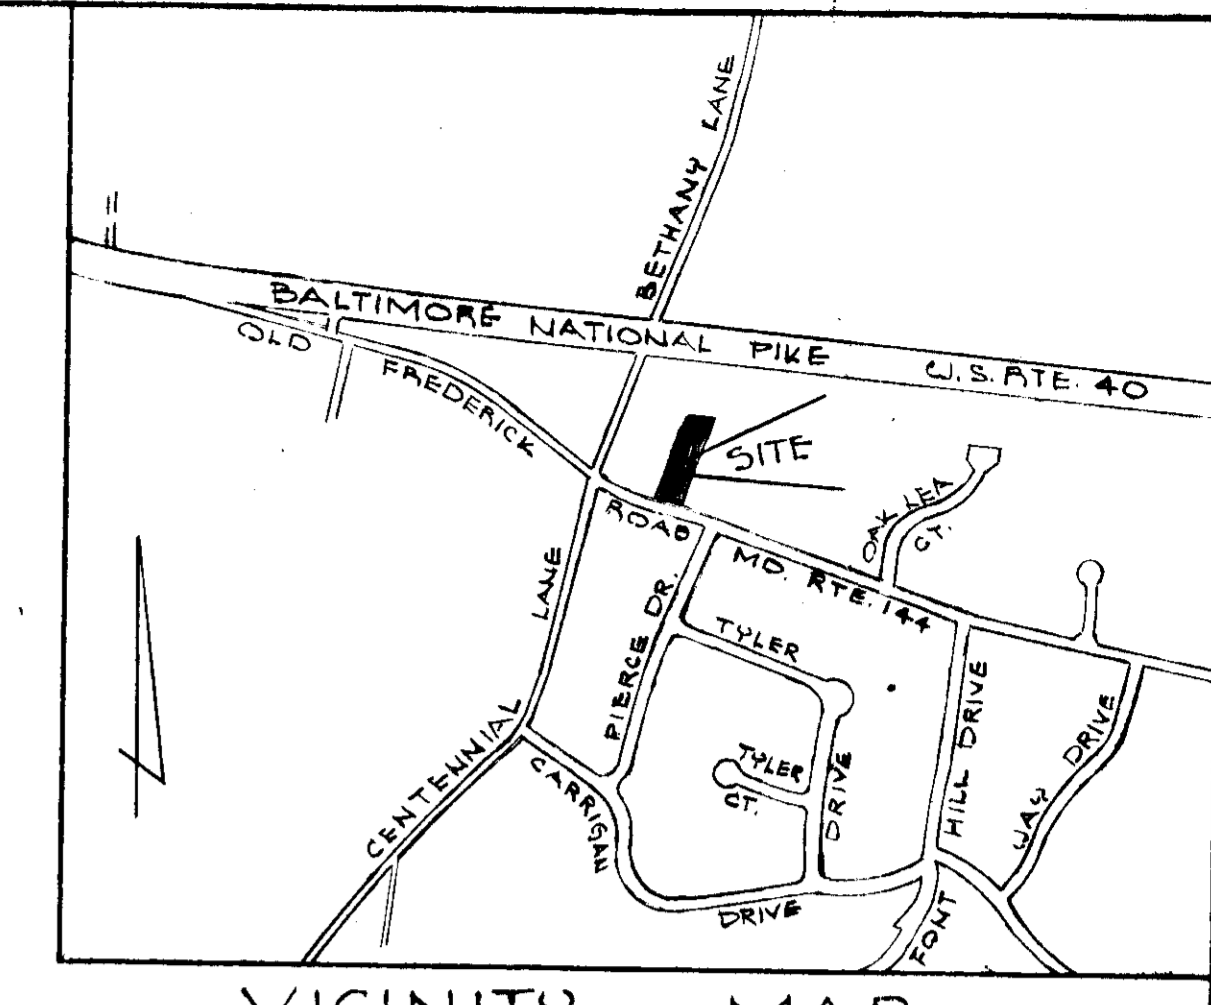 BETHANY LANE
BALTIMORE NATIONAL PIKE U.S. RTE. 40
OLD FREDERICK ROAD MD. RTE. 144
SITE
OAK LEA CT.
LANE
CENTENNIAL
PIERCE DR.
TYLER
DRIVE
TYLER
CT.
CARRIGAN
DRIVE
HILL DRIVE
FONT
JAY DRIVE
VICINITY MAP